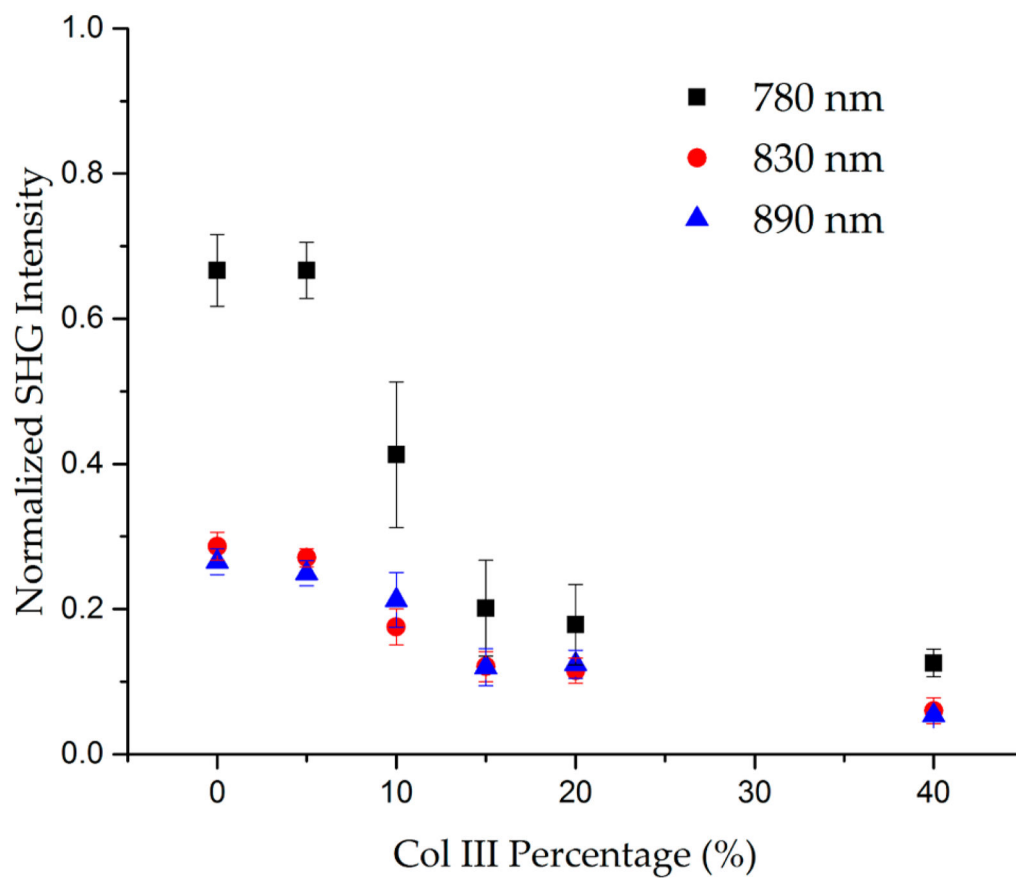 1.0
0.8
0.6
0.4
0.2
0.0
Normalized SHG Intensity
780 nm
830 nm
890 nm
0 10 20 30 40
Col III Percentage (%)